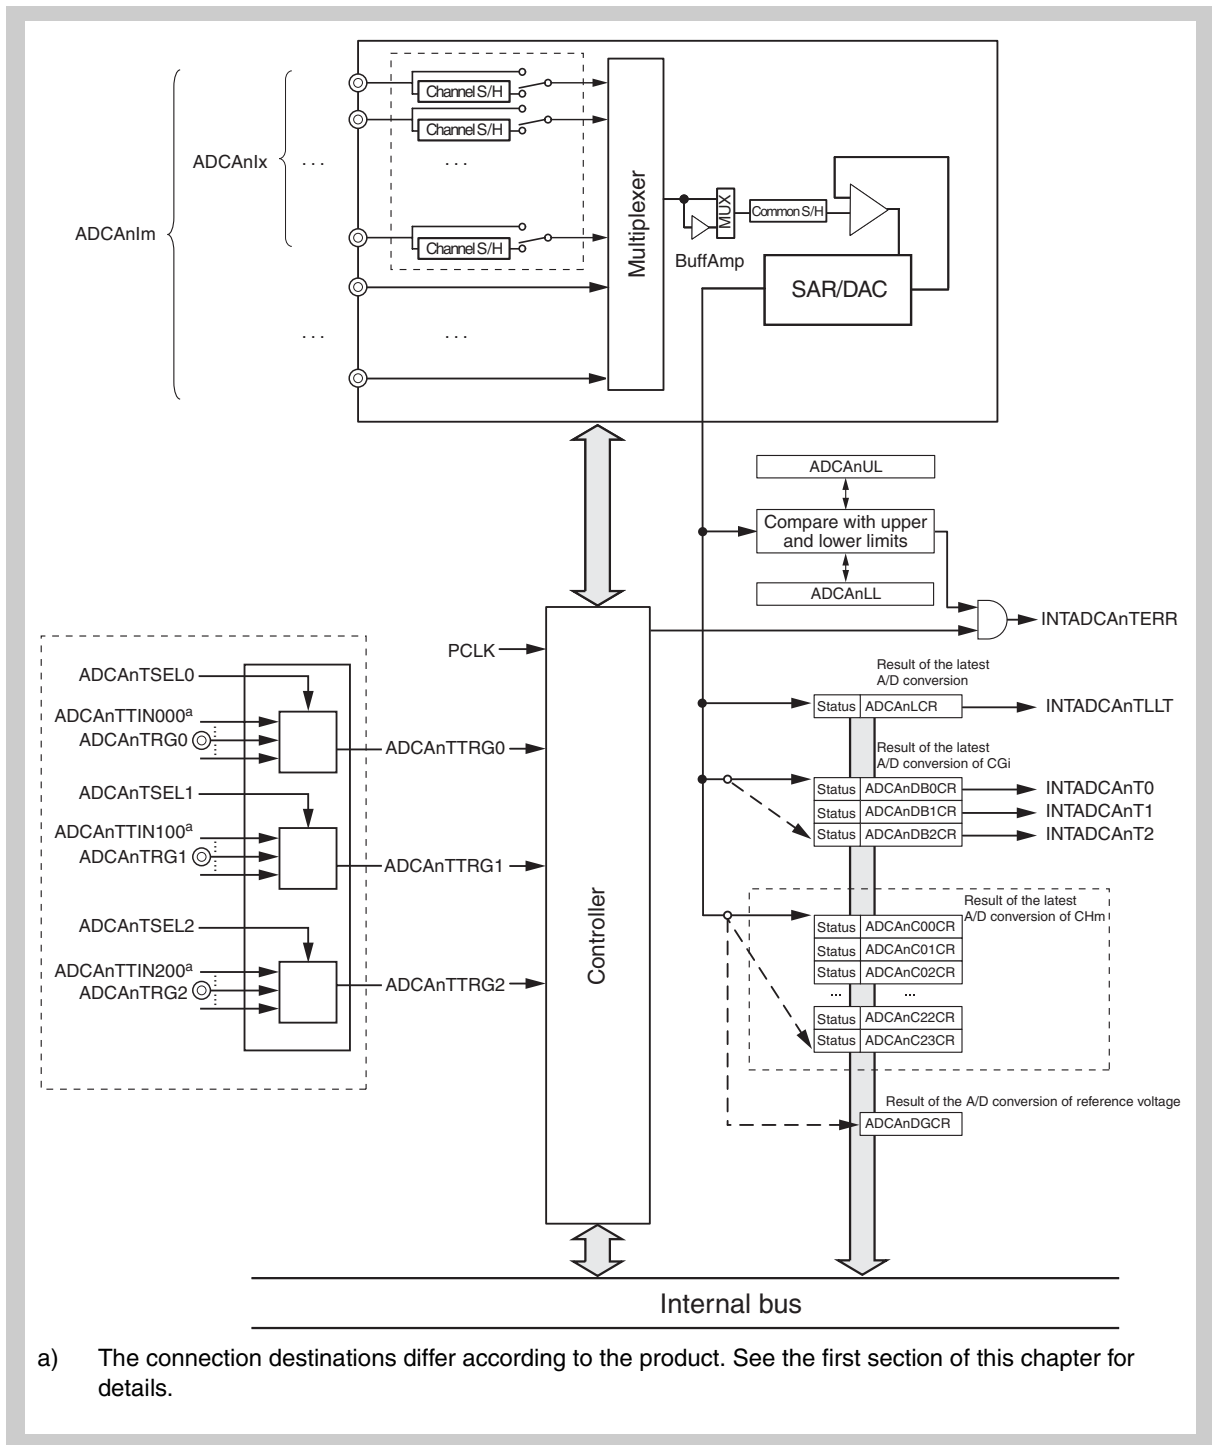 Channel S/H
Channel S/H
ADCAnIx
...
...
ADCAnIm
Channel S/H
Multiplexer
MUX
Common S/H
BuffAmp
SAR/DAC
...
...
ADCAnUL
Compare with upper
and lower limits
ADCAnLL
INTADCAnTERR
PCLK
Controller
ADCAnTSEL0
ADCAnTTIN000a
ADCAnTRG0
ADCAnTTRG0
ADCAnTSEL1
ADCAnTTIN100a
ADCAnTRG1
ADCAnTTRG1
ADCAnTSEL2
ADCAnTTIN200a
ADCAnTRG2
ADCAnTTRG2
Result of the latest
A/D conversion
Status ADCAnLCR
INTADCAnTLLT
Result of the latest
A/D conversion of CGi
Status ADCAnDB0CR
INTADCAnT0
Status ADCAnDB1CR
INTADCAnT1
Status ADCAnDB2CR
INTADCAnT2
Result of the latest
A/D conversion of CHm
Status ADCAnC00CR
Status ADCAnC01CR
Status ADCAnC02CR
... ...
Status ADCAnC22CR
Status ADCAnC23CR
Result of the A/D conversion of reference voltage
ADCAnDGCR
Internal bus
a) The connection destinations differ according to the product. See the first section of this chapter for
details.